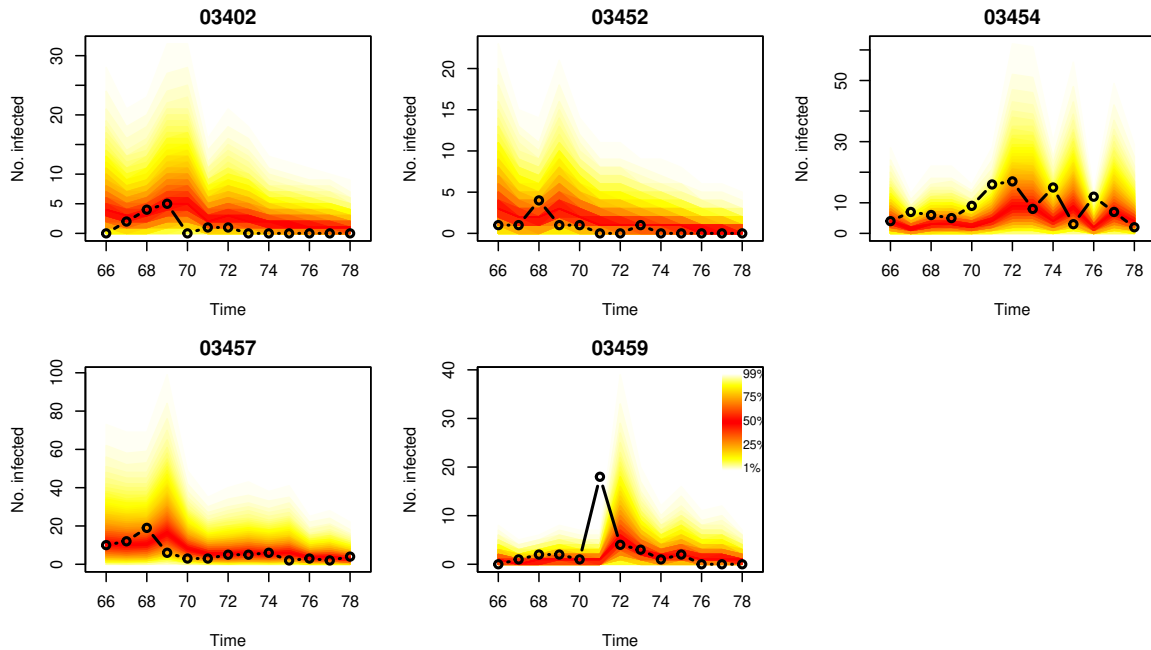 03402
No. infected
0 5 10 20 30
66 68 70 72 74 76 78
Time
03452
No. infected
0 5 10 15 20
66 68 70 72 74 76 78
Time
03454
No. infected
0 10 30 50
66 68 70 72 74 76 78
Time
03457
No. infected
0 20 40 60 80 100
66 68 70 72 74 76 78
Time
03459
No. infected
0 10 20 30 40
66 68 70 72 74 76 78
Time
99%
75%
50%
25%
1%